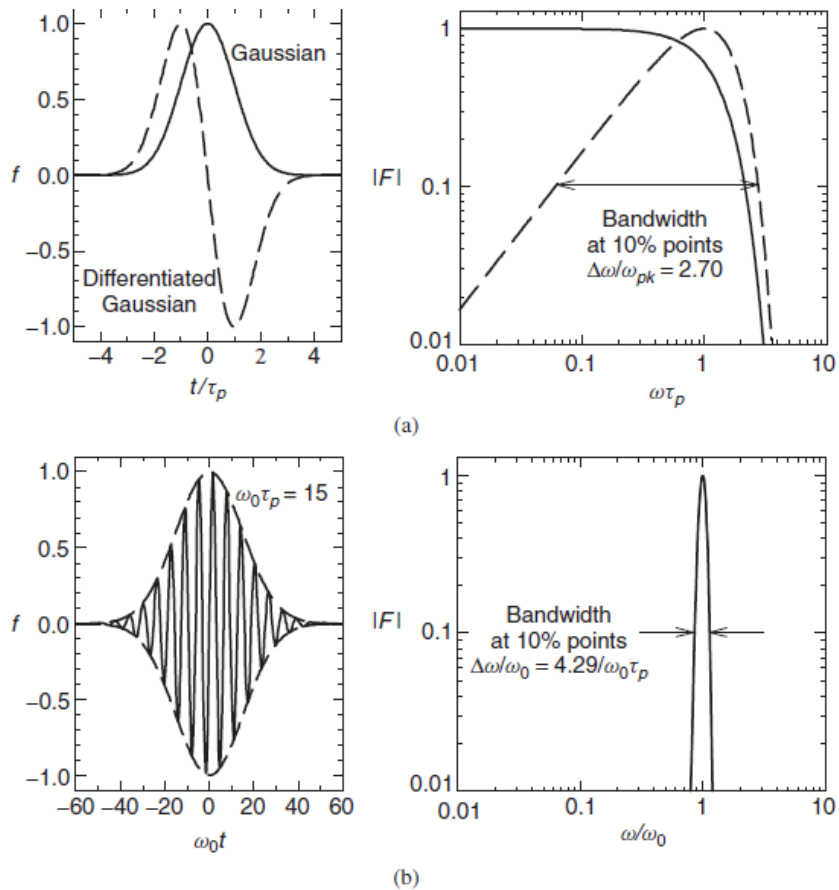 1.0
0.5
0.0
−0.5
−1.0
f
Gaussian
Differentiated
Gaussian
−4 −2 0 2 4
t/τp
1
0.1
0.01
|F|
Bandwidth
at 10% points
Δω/ωpk = 2.70
0.01 0.1 1 10
ωτp
(a)
1.0
0.5
0.0
−0.5
−1.0
f
ω0τp = 15
−60 −40 −20 0 20 40 60
ω0t
1
0.1
0.01
|F|
Bandwidth
at 10% points
Δω/ω0 = 4.29/ω0τp
0.01 0.1 1 10
ω/ω0
(b)